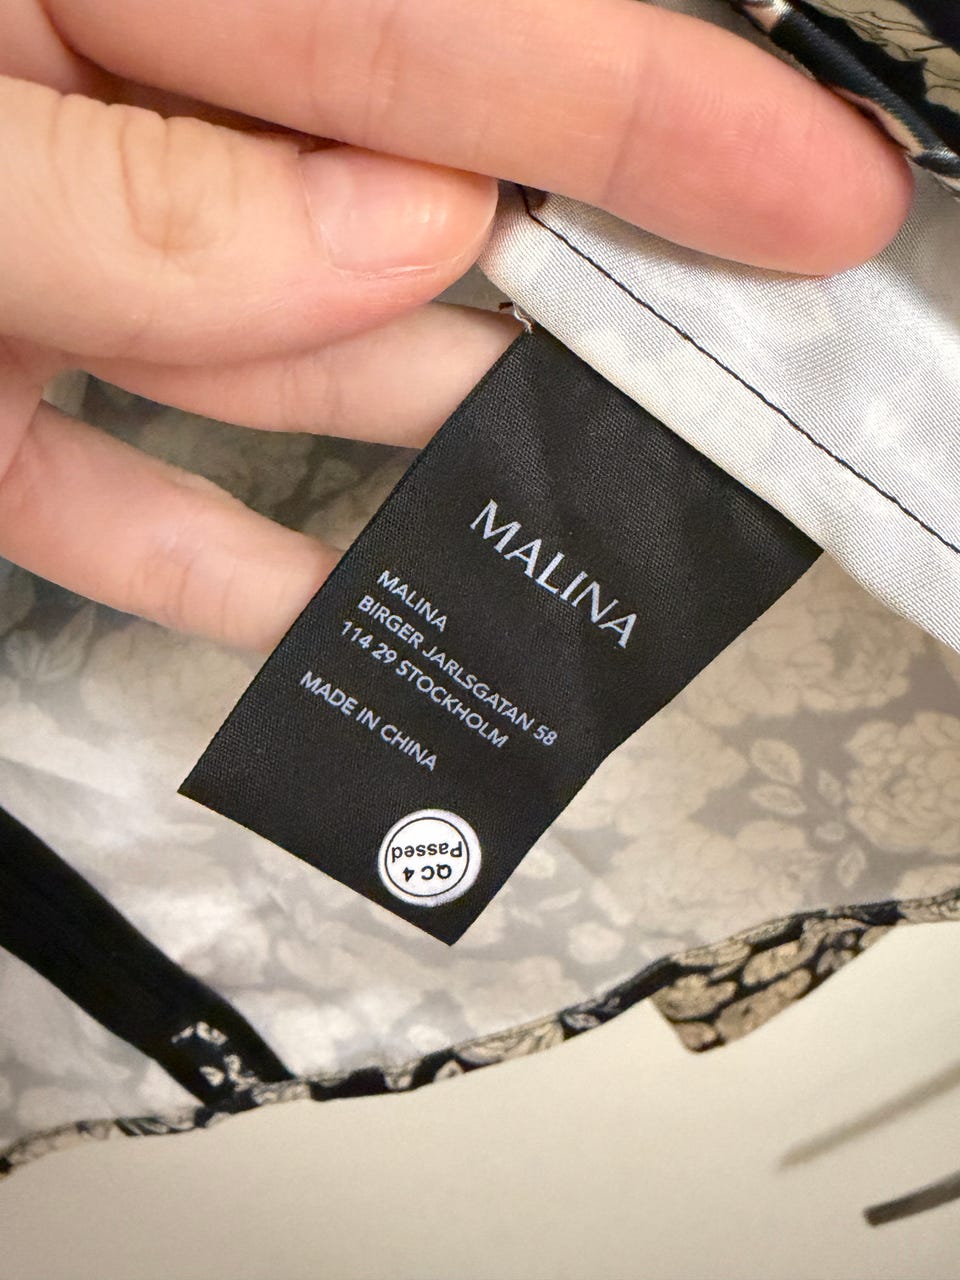 MALINA
MALINA
BIRGER JARLSGATAN 58
114 29 STOCKHOLM
MADE IN CHINA
QC 4
Passed